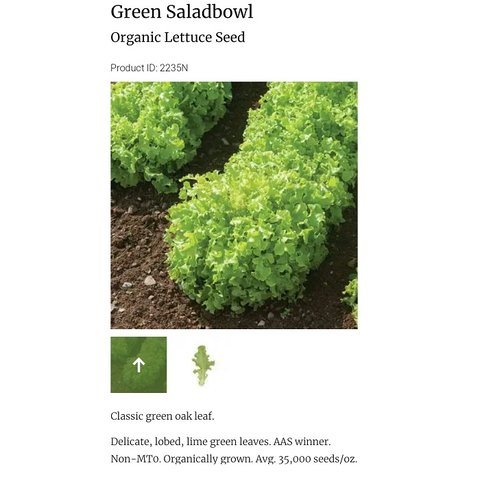 Green Saladbowl
Organic Lettuce Seed
Product ID: 2235N
Classic green oak leaf.
Delicate, lobed, lime green leaves. AAS winner.
Non-MT0. Organically grown. Avg. 35,000 seeds/oz.